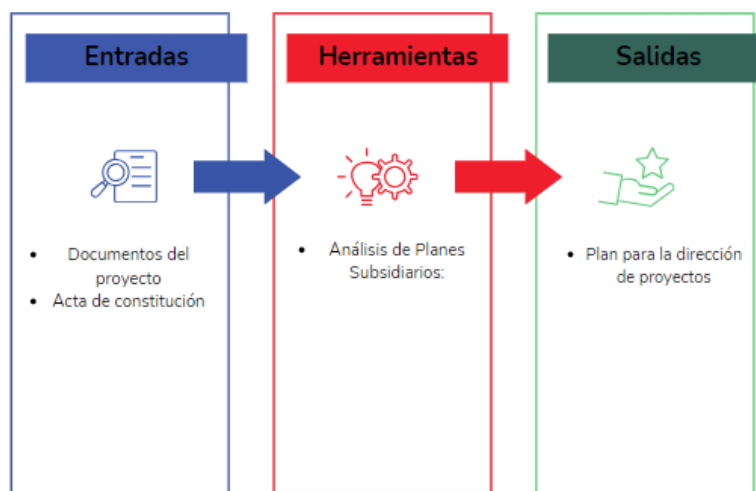 Entradas
• Documentos del
proyecto
• Acta de constitución
Herramientas
• Análisis de Planes
Subsidiarios:
Salidas
• Plan para la dirección
de proyectos